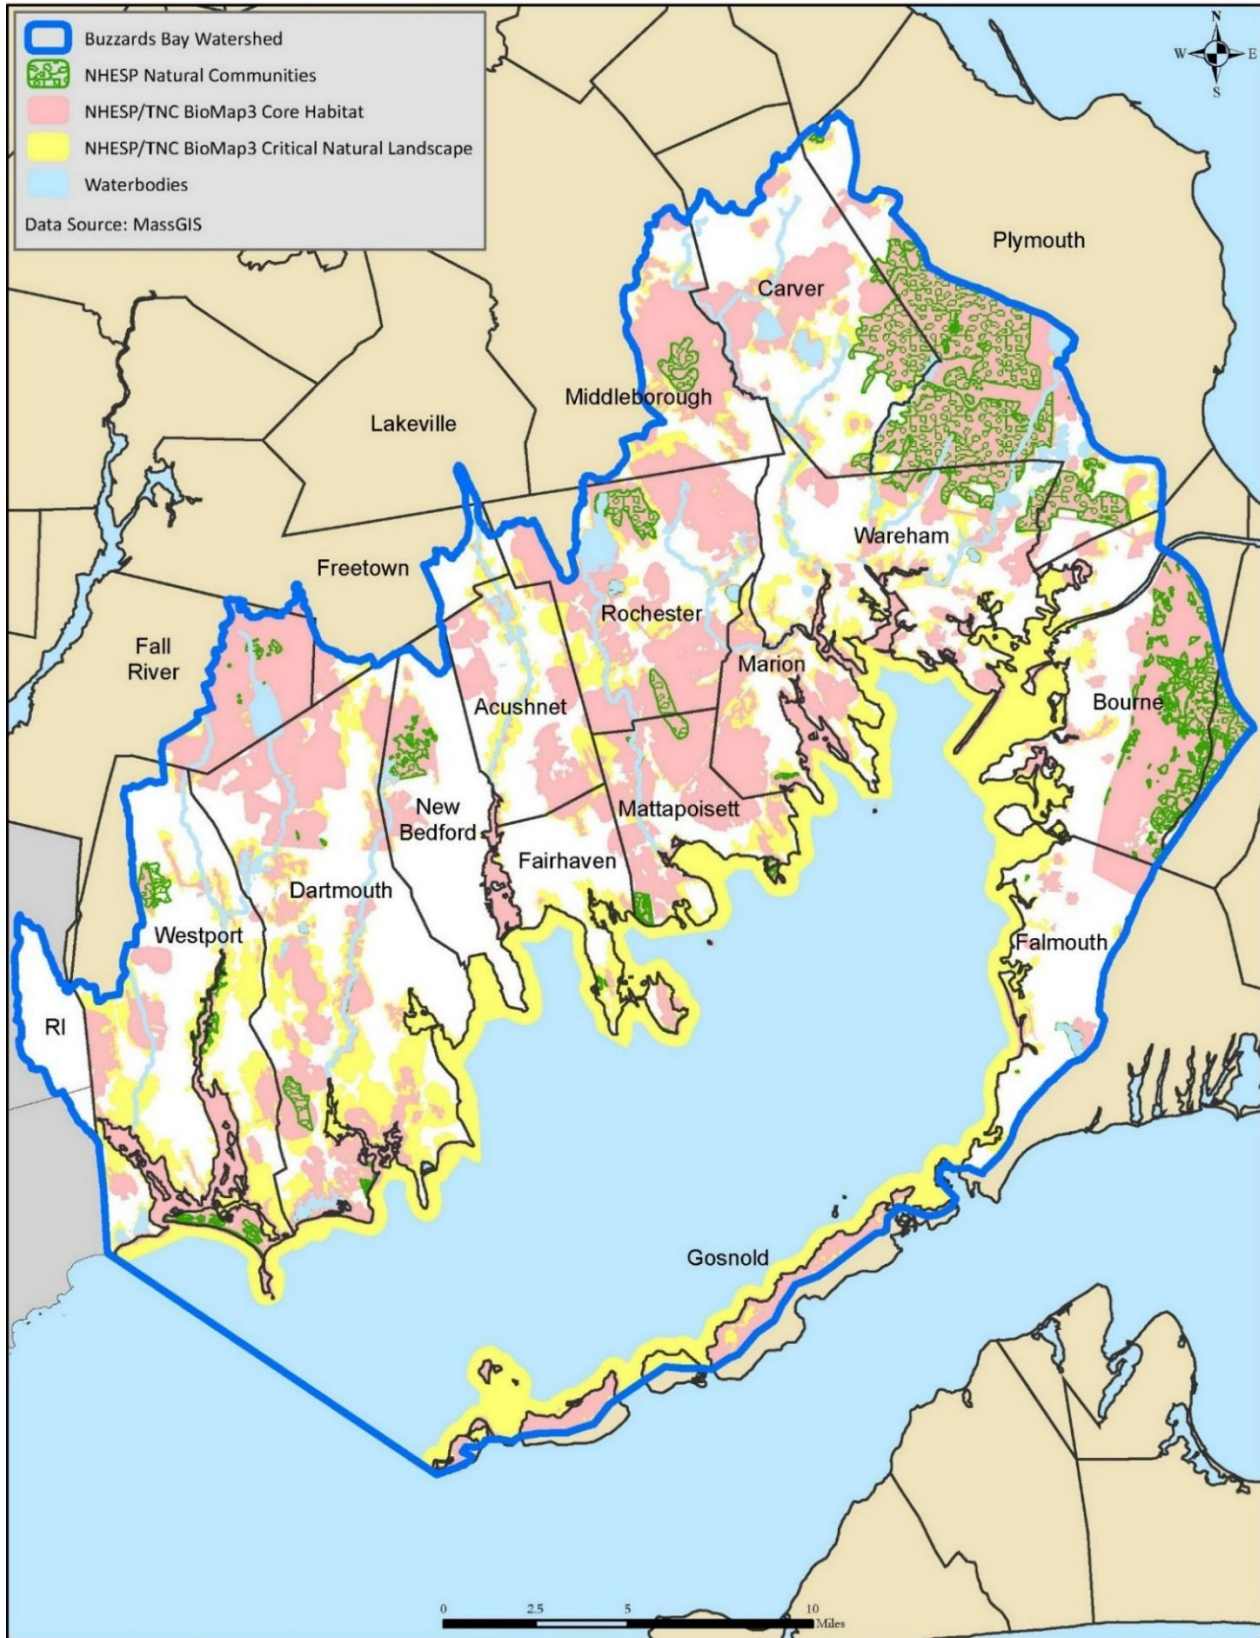 Buzzards Bay Watershed
NHESP Natural Communities
NHESP/TNC BioMap3 Core Habitat
NHESP/TNC BioMap3 Critical Natural Landscape
Waterbodies
Data Source: MassGIS
N
W
E
S
Plymouth
Carver
Middleborough
Lakeville
Wareham
Freetown
Rochester
Fall
River
Marion
Bourne
Acushnet
New
Bedford
Mattapoisett
Fairhaven
Dartmouth
Westport
Falmouth
RI
Gosnold
0
2.5
5
10
Miles